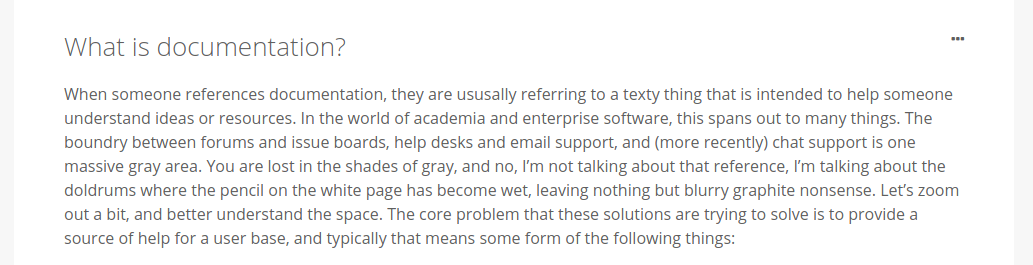 What is documentation?
When someone references documentation, they are ususally referring to a texty thing that is intended to help someone
understand ideas or resources. In the world of academia and enterprise software, this spans out to many things. The
boundry between forums and issue boards, help desks and email support, and (more recently) chat support is one
massive gray area. You are lost in the shades of gray, and no, I’m not talking about that reference, I’m talking about the
doldrums where the pencil on the white page has become wet, leaving nothing but blurry graphite nonsense. Let’s zoom
out a bit, and better understand the space. The core problem that these solutions are trying to solve is to provide a
source of help for a user base, and typically that means some form of the following things: